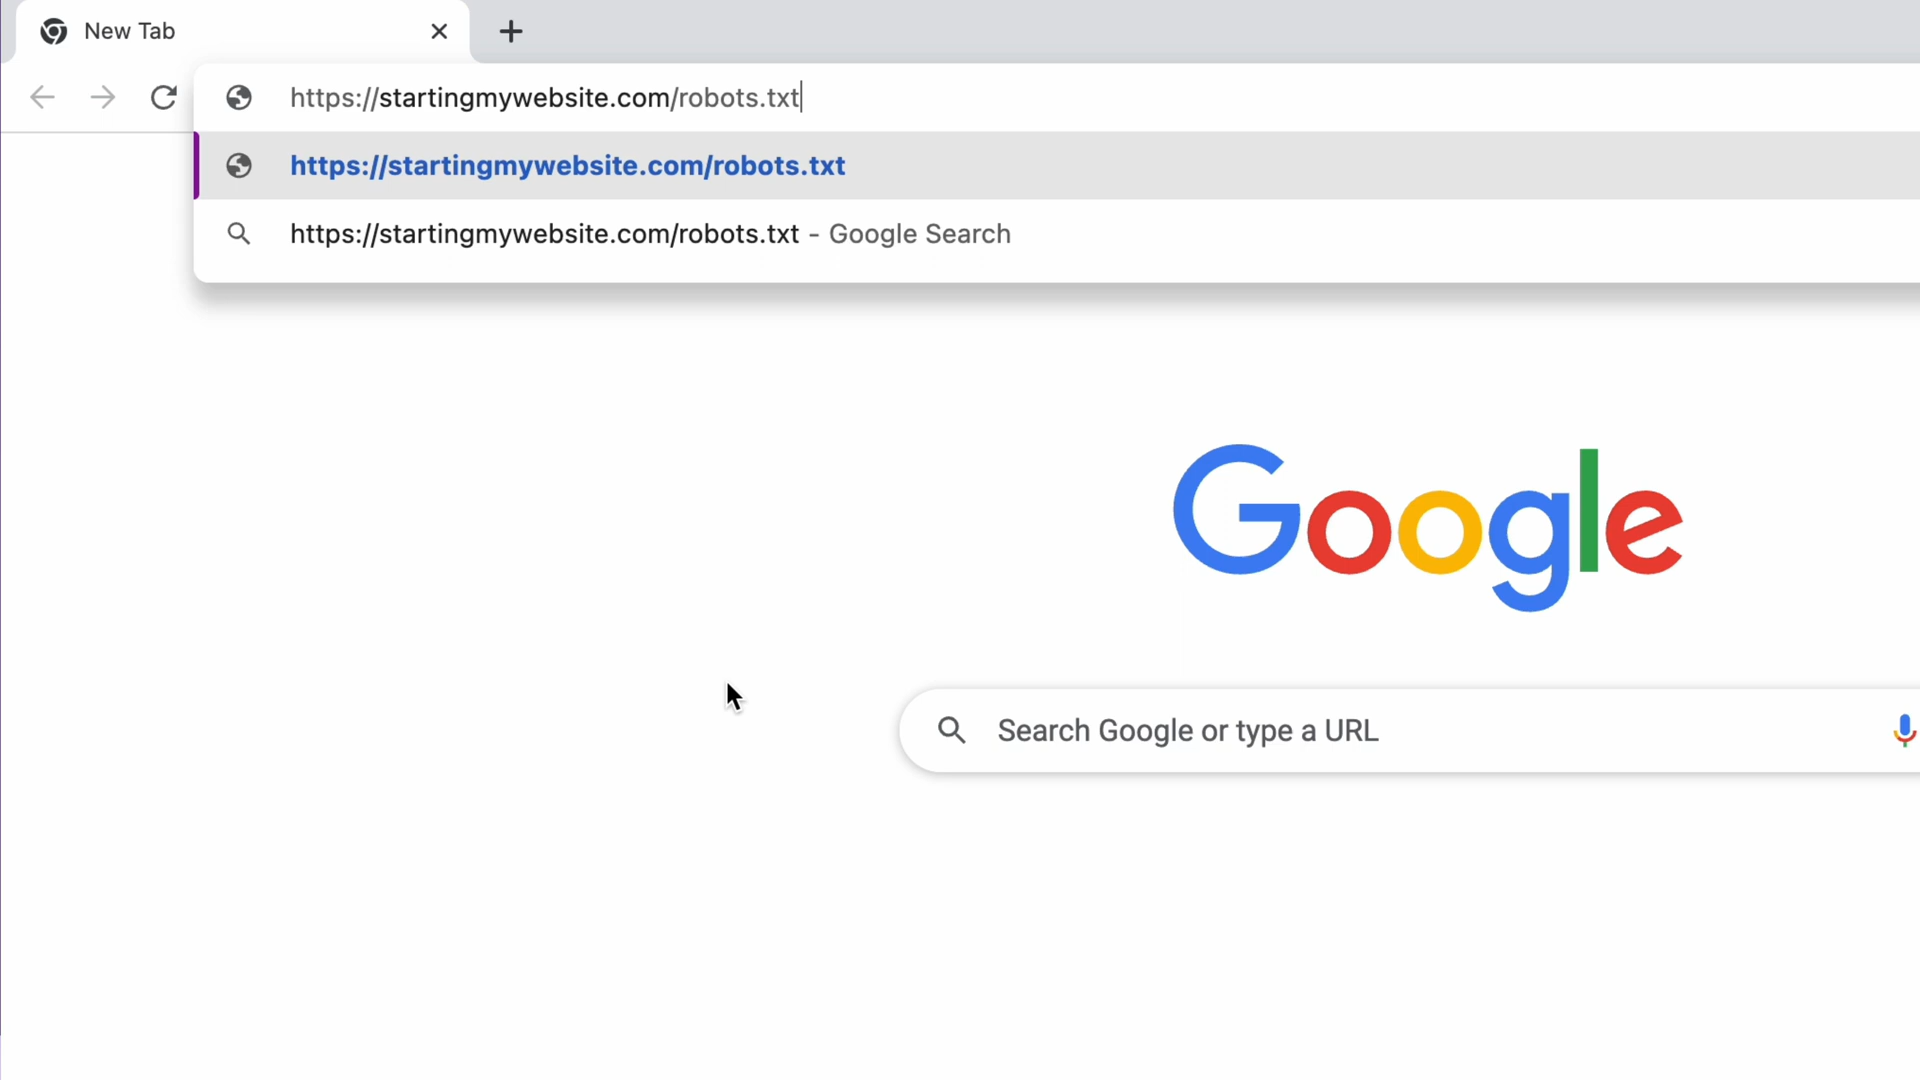 New Tab
https://startingmywebsite.com/robots.txt
https://startingmywebsite.com/robots.txt
https://startingmywebsite.com/robots.txt - Google Search
Google
Search Google or type a URL